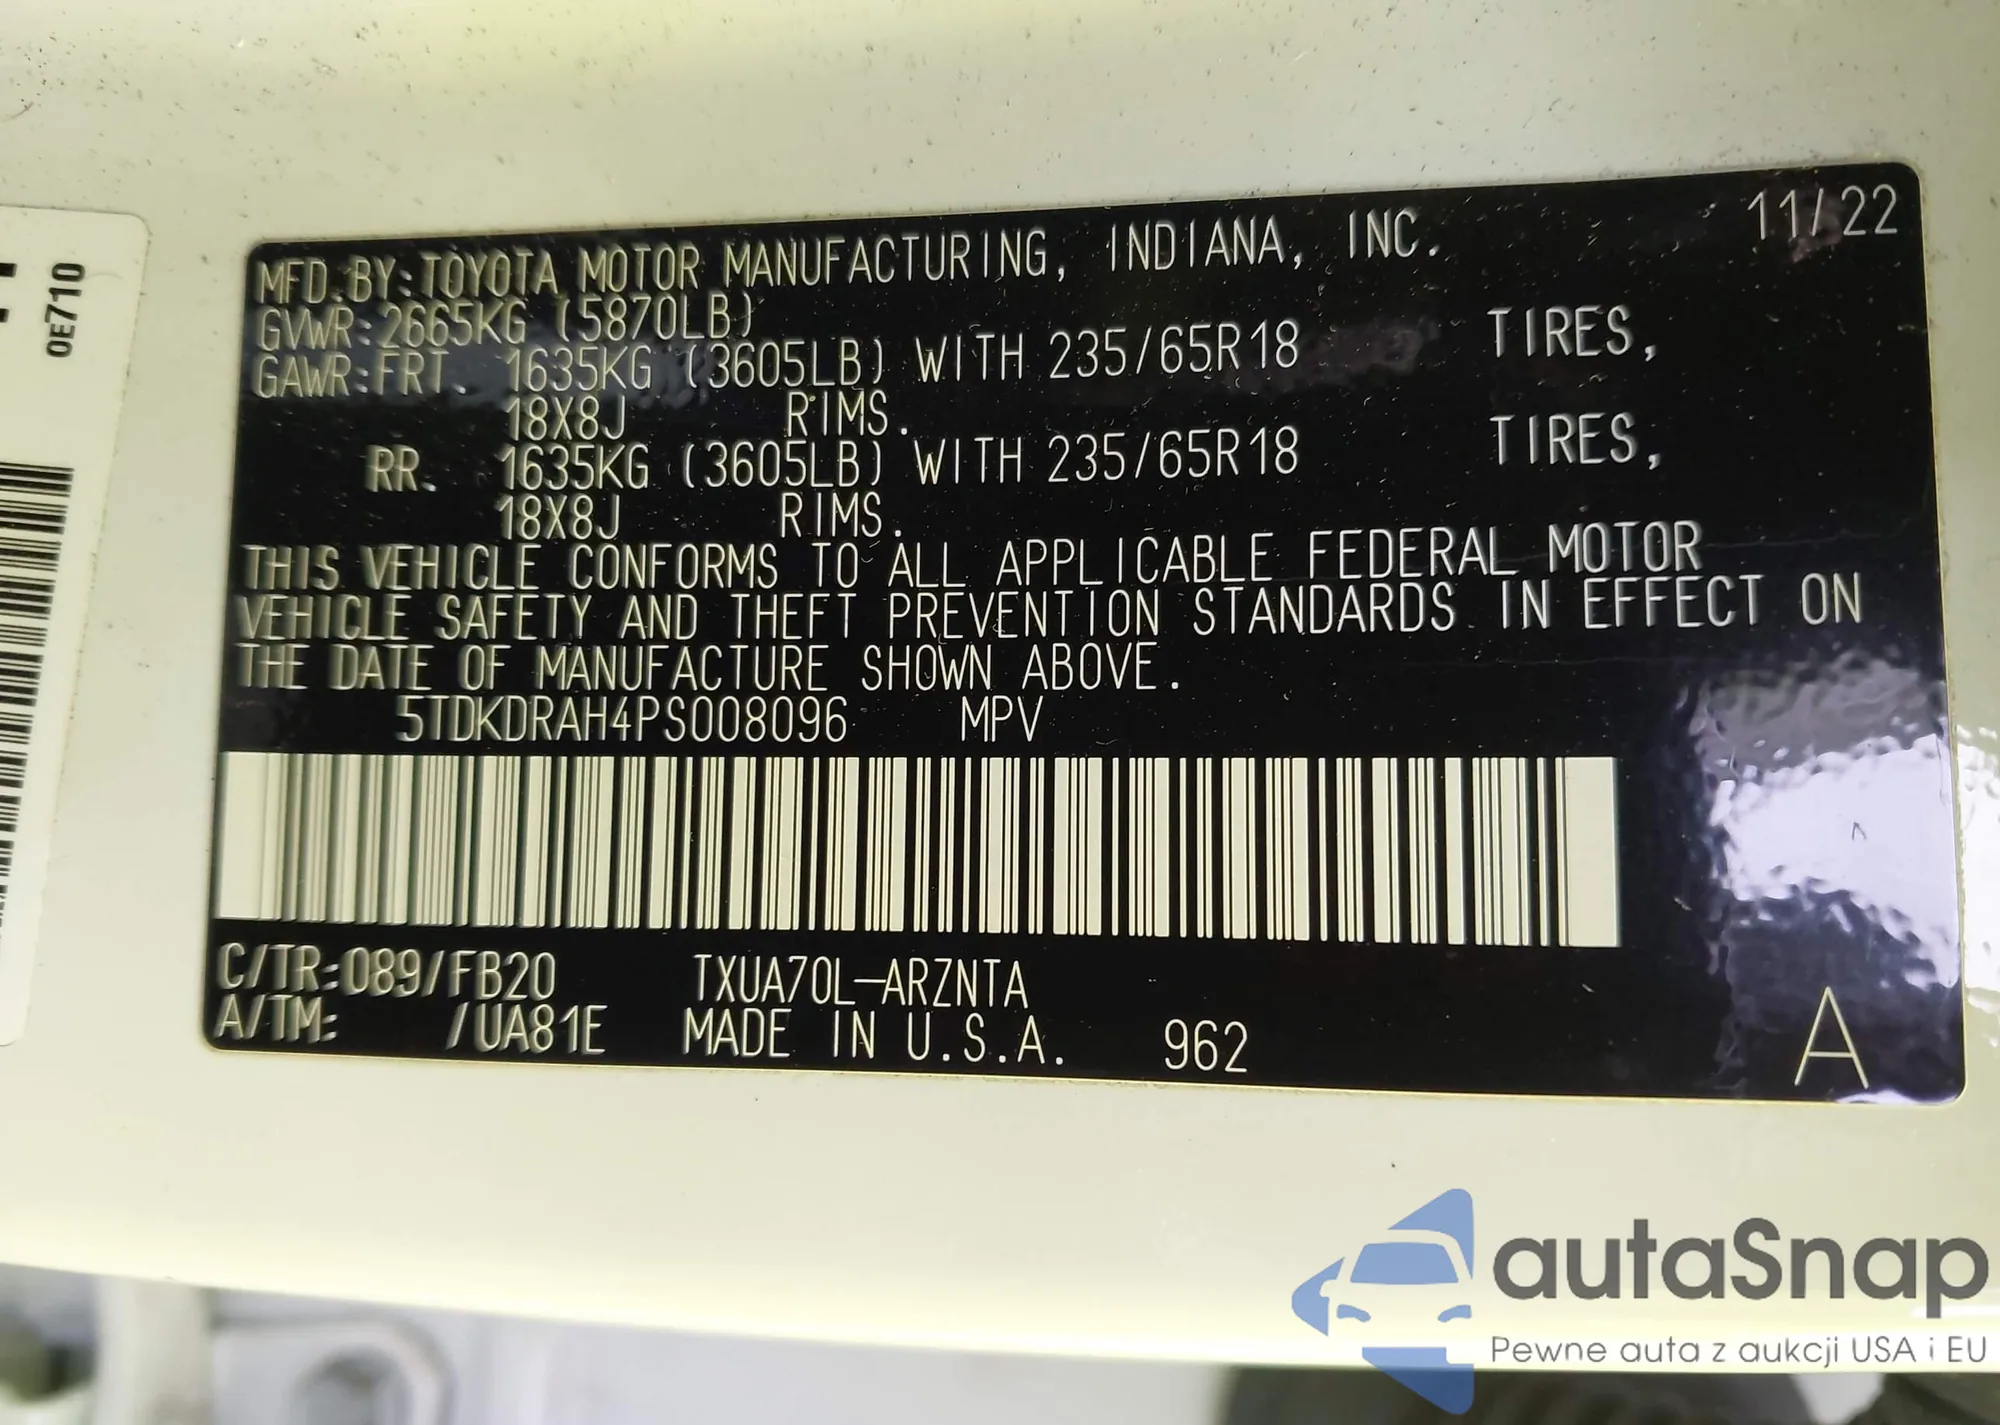 MFD.BY:TOYOTA MOTOR MANUFACTURING, INDIANA, INC. 11/22
GVWR:2665KG (5870LB)
GAWR:FRT. 1635KG (3605LB) WITH 235/65R18 TIRES,
18X8J RIMS.
RR. 1635KG (3605LB) WITH 235/65R18 TIRES,
18X8J RIMS.
THIS VEHICLE CONFORMS TO ALL APPLICABLE FEDERAL MOTOR
VEHICLE SAFETY AND THEFT PREVENTION STANDARDS IN EFFECT ON
THE DATE OF MANUFACTURE SHOWN ABOVE.
5TDKDRAH4PS008096 MPV
C/TR:089/FB20 TXUA70L-ARZNTA
A/TM: /UA81E MADE IN U.S.A. 962 A
0E710
autaSnap
Pewne auta z aukcji USA i EU